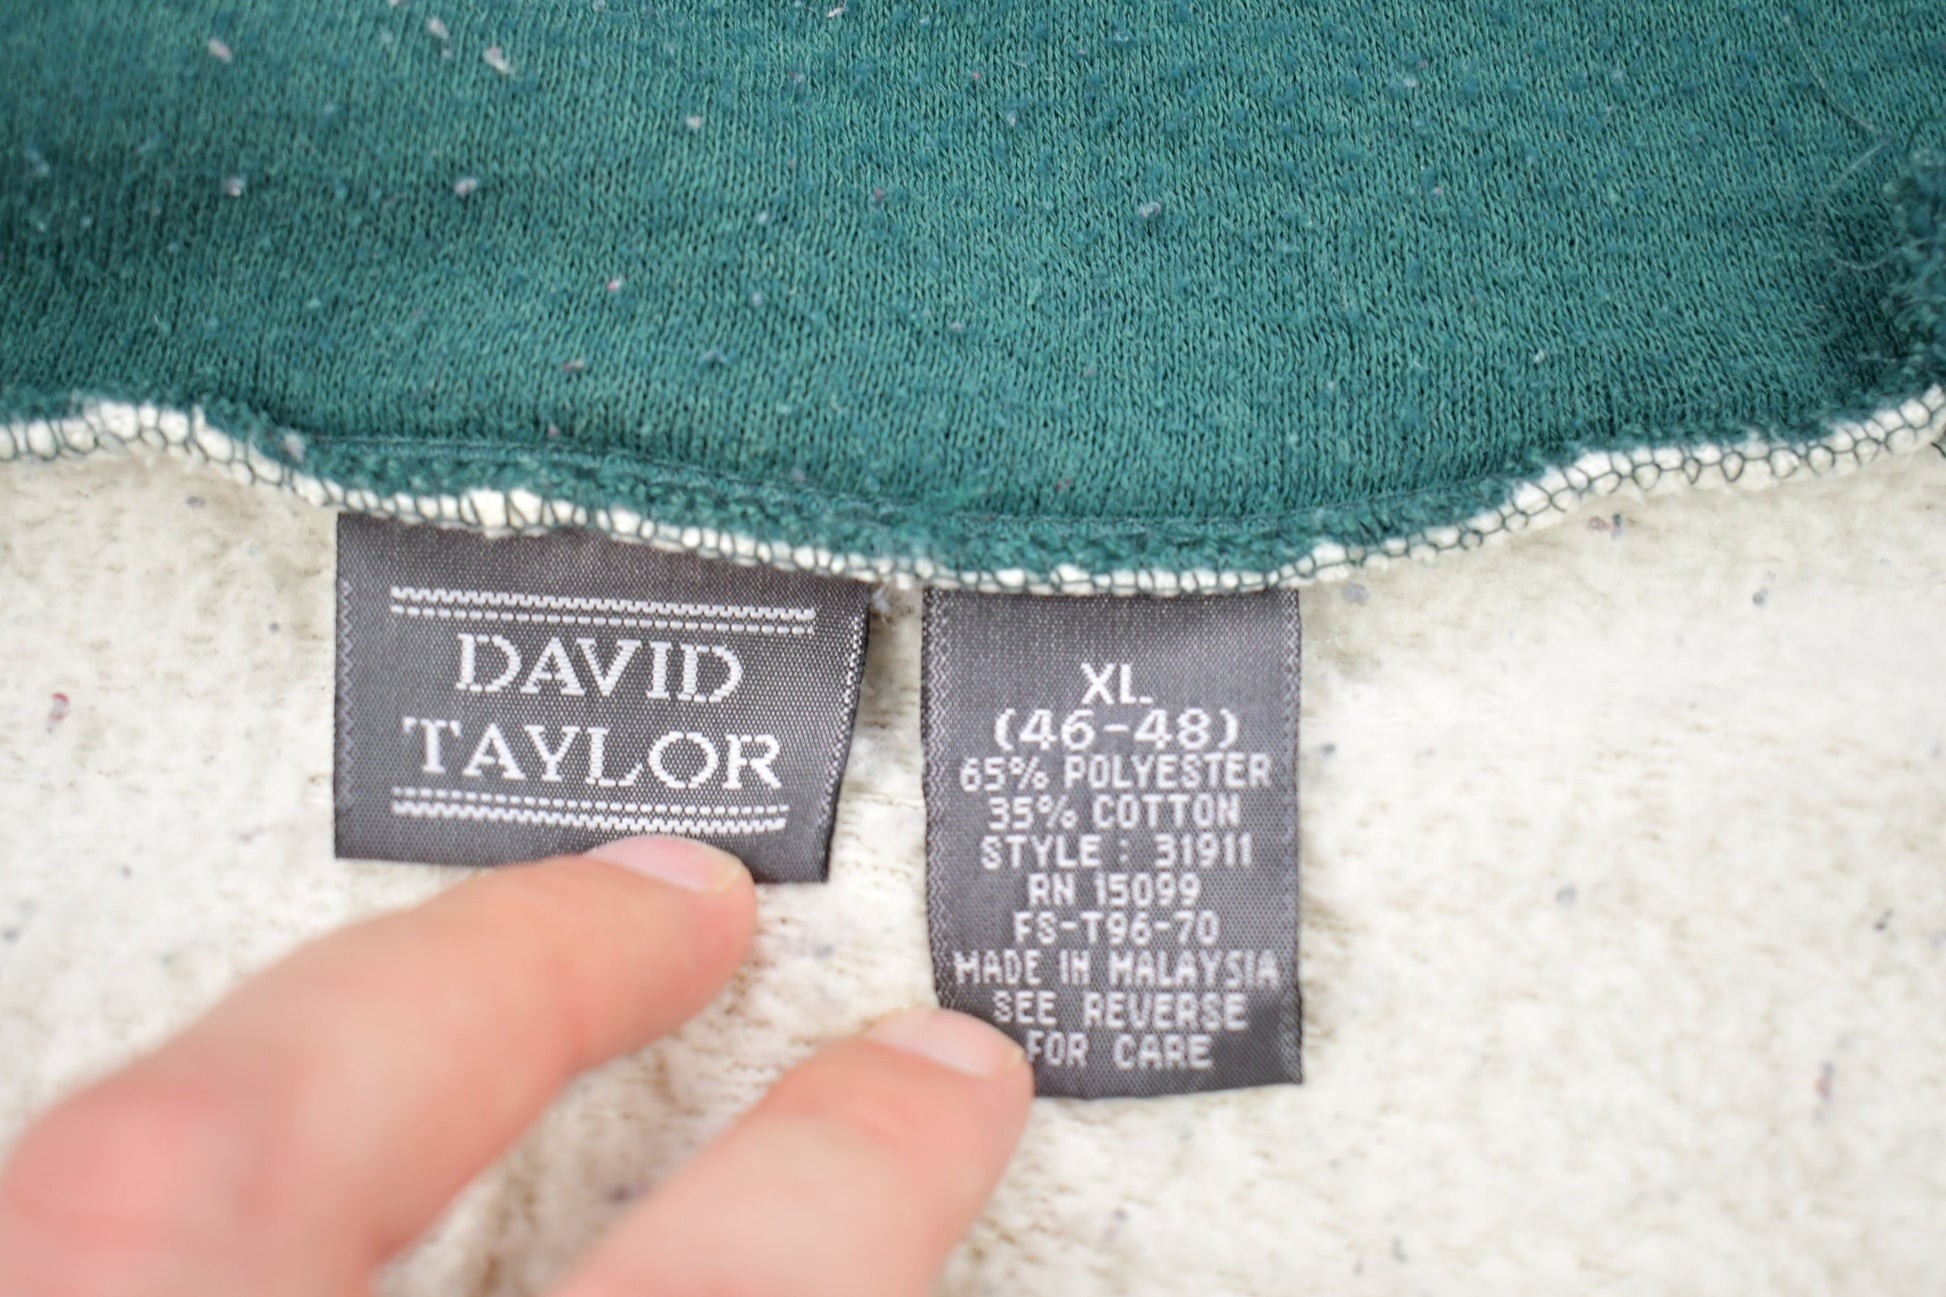 DAVID
TAYLOR
XL
(46-48)
65% POLYESTER
35% COTTON
STYLE : 31911
RN 15099
FS-T96-70
MADE IN MALAYSIA
SEE REVERSE
FOR CARE